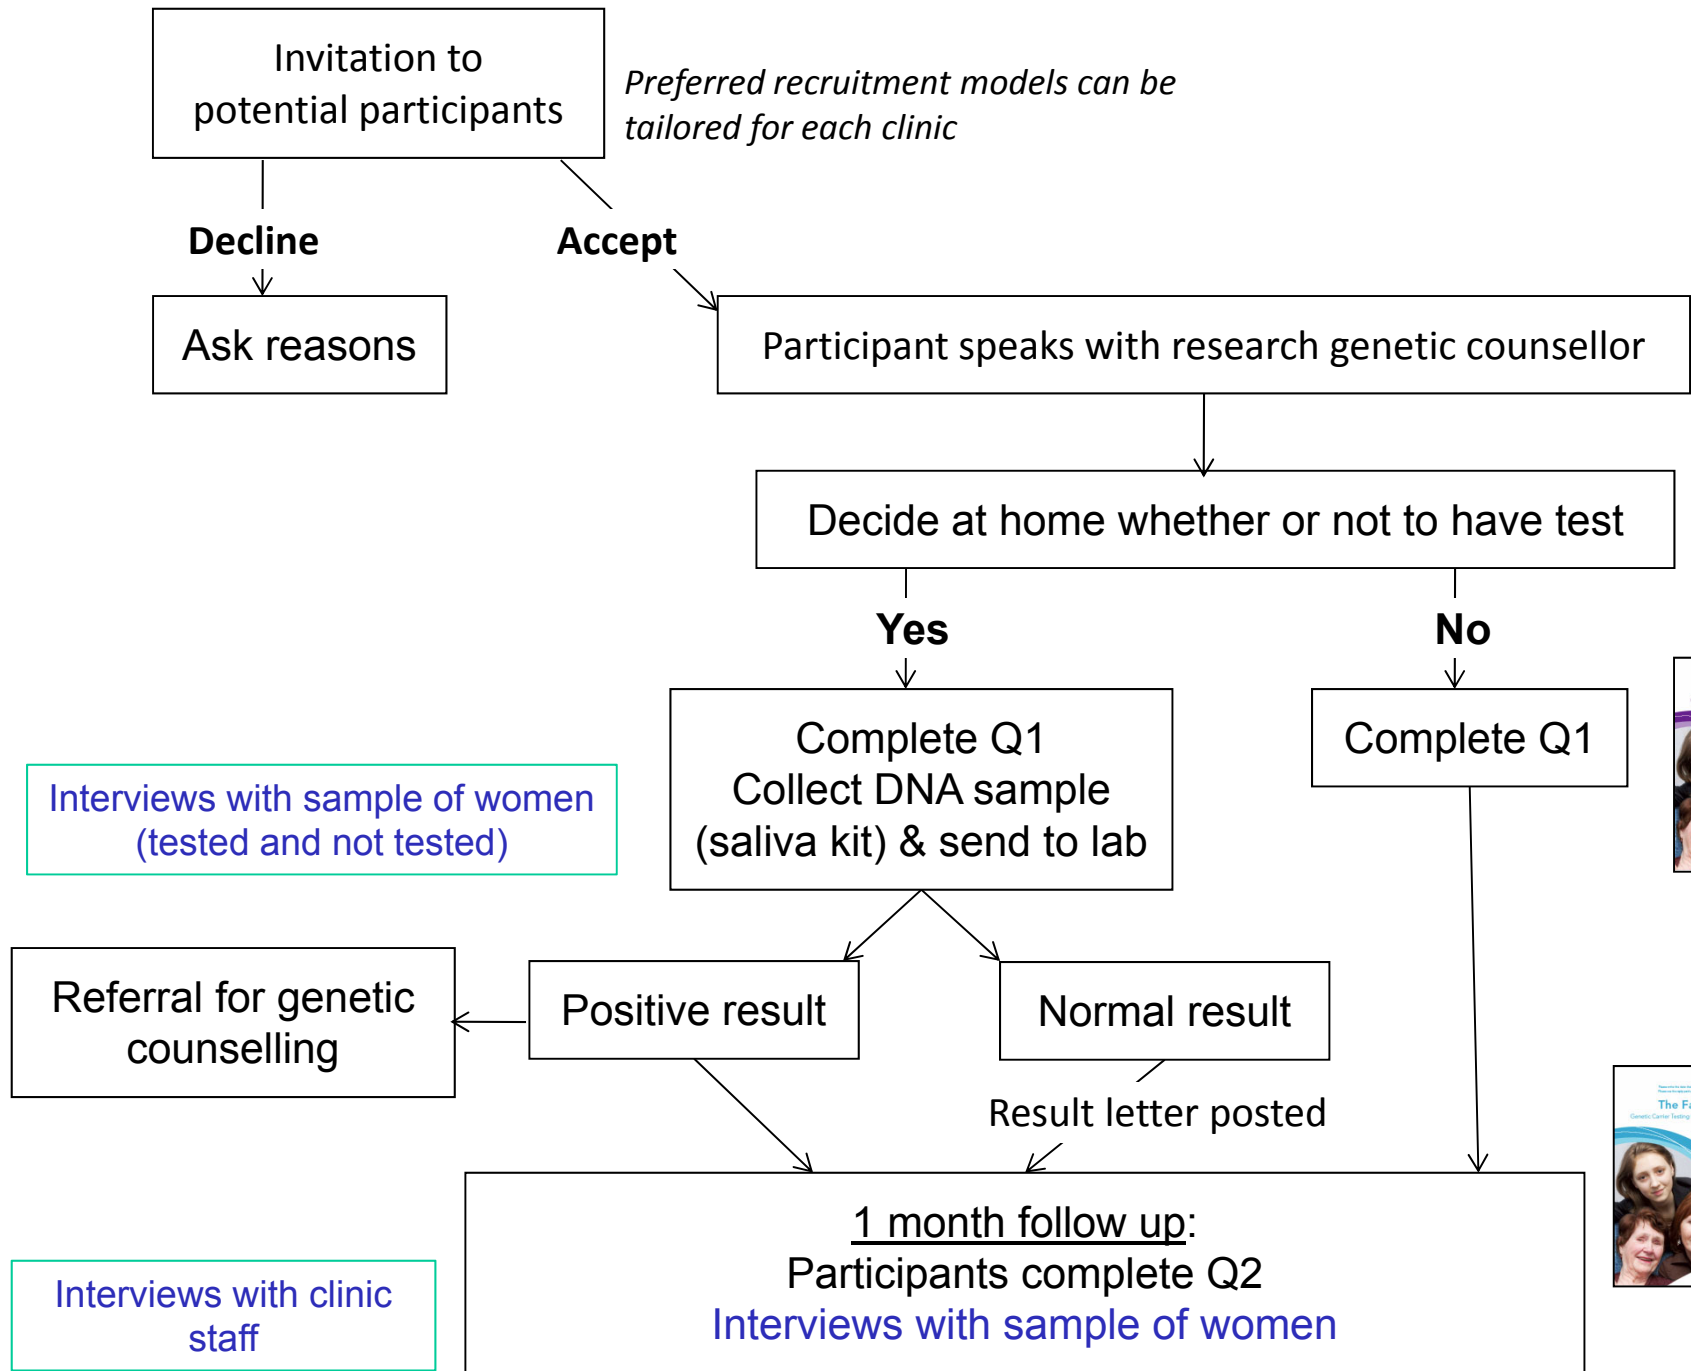 Invitation to
potential participants
Preferred recruitment models can be
tailored for each clinic
Decline
Accept
Ask reasons
Participant speaks with research genetic counsellor
Decide at home whether or not to have test
Yes
No
Complete Q1
Collect DNA sample
(saliva kit) & send to lab
Complete Q1
Interviews with sample of women
(tested and not tested)
Referral for genetic
counselling
Positive result
Normal result
Result letter posted
The Fa
Genetic Carrier Testing
1 month follow up:
Participants complete Q2
Interviews with sample of women
Interviews with clinic
staff